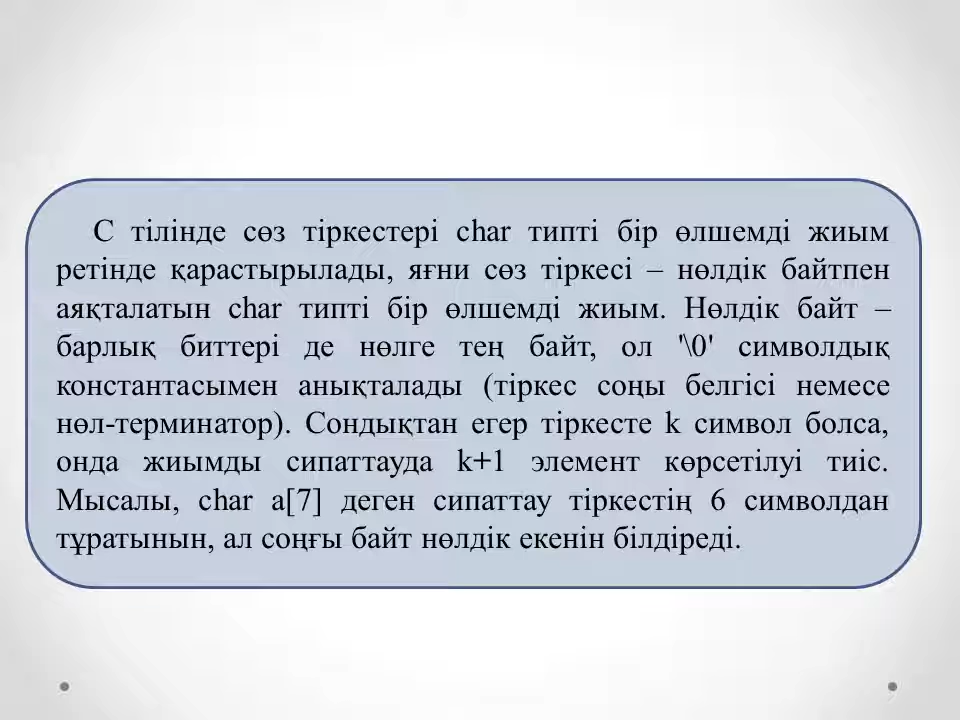 С тілінде сөз тіркестері char типті бір өлшемді жиым
ретінде қарастырылады, яғни сөз тіркесі – нөлдік байтпен
аяқталатын char типті бір өлшемді жиым. Нөлдік байт –
барлық биттері де нөлге тең байт, ол '\0' символдық
константасымен анықталады (тіркес соңы белгісі немесе
нөл-терминатор). Сондықтан егер тіркесте k символ болса,
онда жиымды сипаттауда k+1 элемент көрсетілуі тиіс.
Мысалы, char a[7] деген сипаттау тіркестің 6 символдан
тұратынын, ал соңғы байт нөлдік екенін білдіреді.